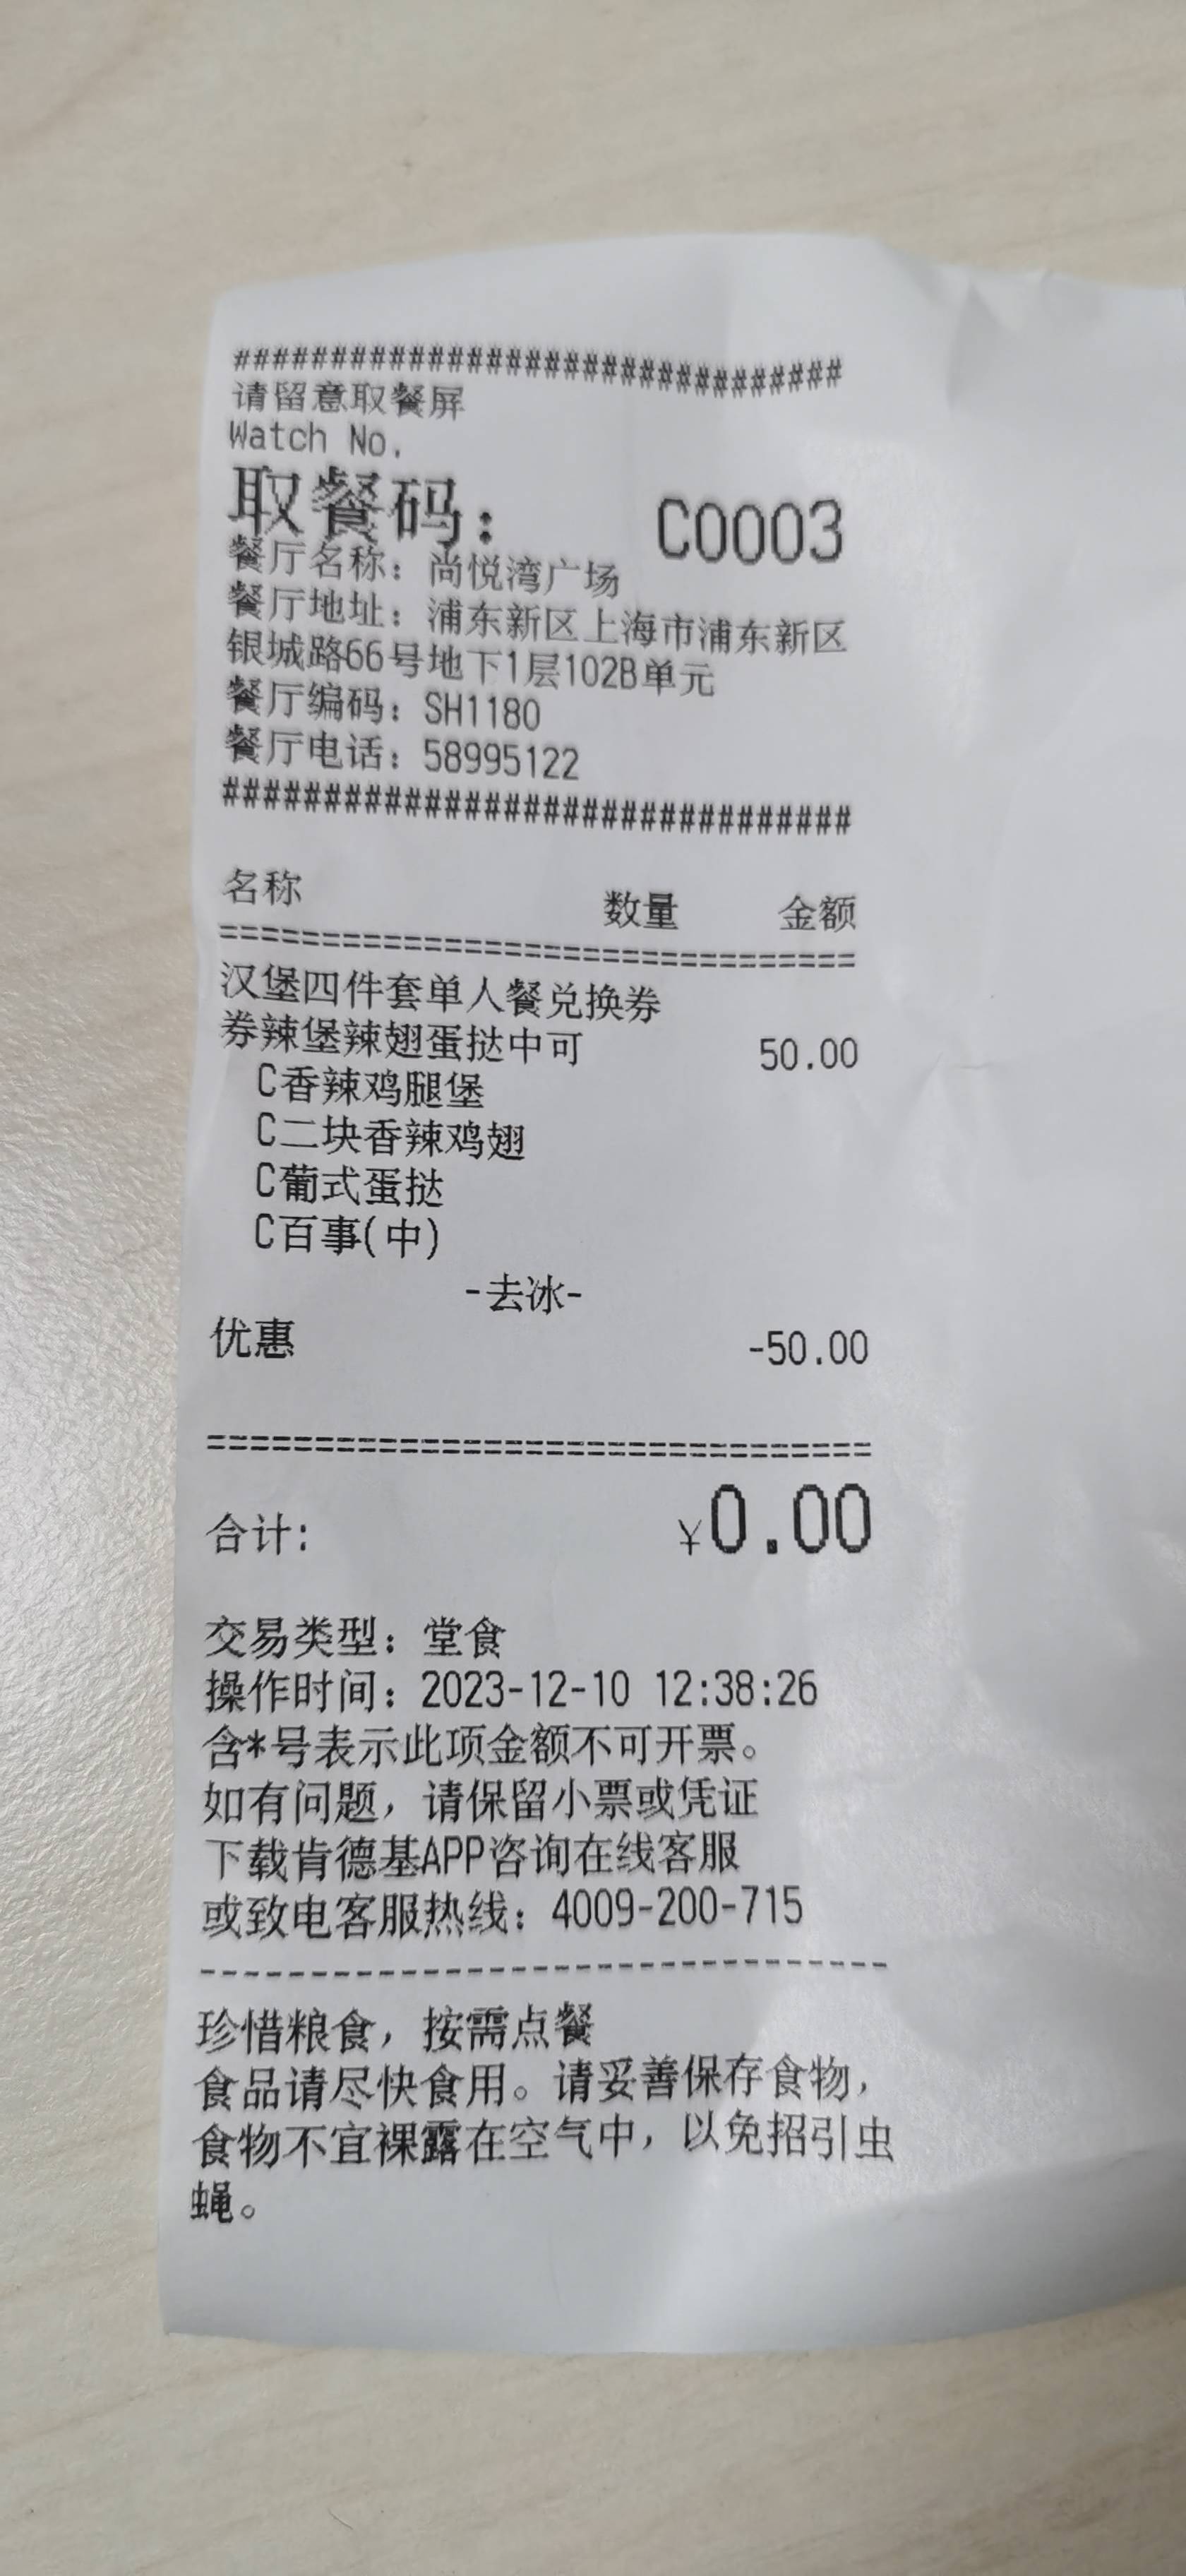 ################################
请留意取餐屏
Watch No.
取餐码： C0003
餐厅名称：尚悦湾广场
餐厅地址：浦东新区上海市浦东新区
银城路66号地下1层102B单元
餐厅编码：SH1180
餐厅电话：58995122
################################
名称 数量 金额
================================
汉堡四件套单人餐兑换券
券辣堡辣翅蛋挞中可 50.00
C香辣鸡腿堡
C二块香辣鸡翅
C葡式蛋挞
C百事(中)
-去冰-
优惠 -50.00
================================
合计: ¥0.00
交易类型：堂食
操作时间：2023-12-10 12:38:26
含*号表示此项金额不可开票。
如有问题，请保留小票或凭证
下载肯德基APP咨询在线客服
或致电客服热线：4009-200-715
--------------------------------
珍惜粮食，按需点餐
食品请尽快食用。请妥善保存食物，
食物不宜裸露在空气中，以免招引虫
蝇。